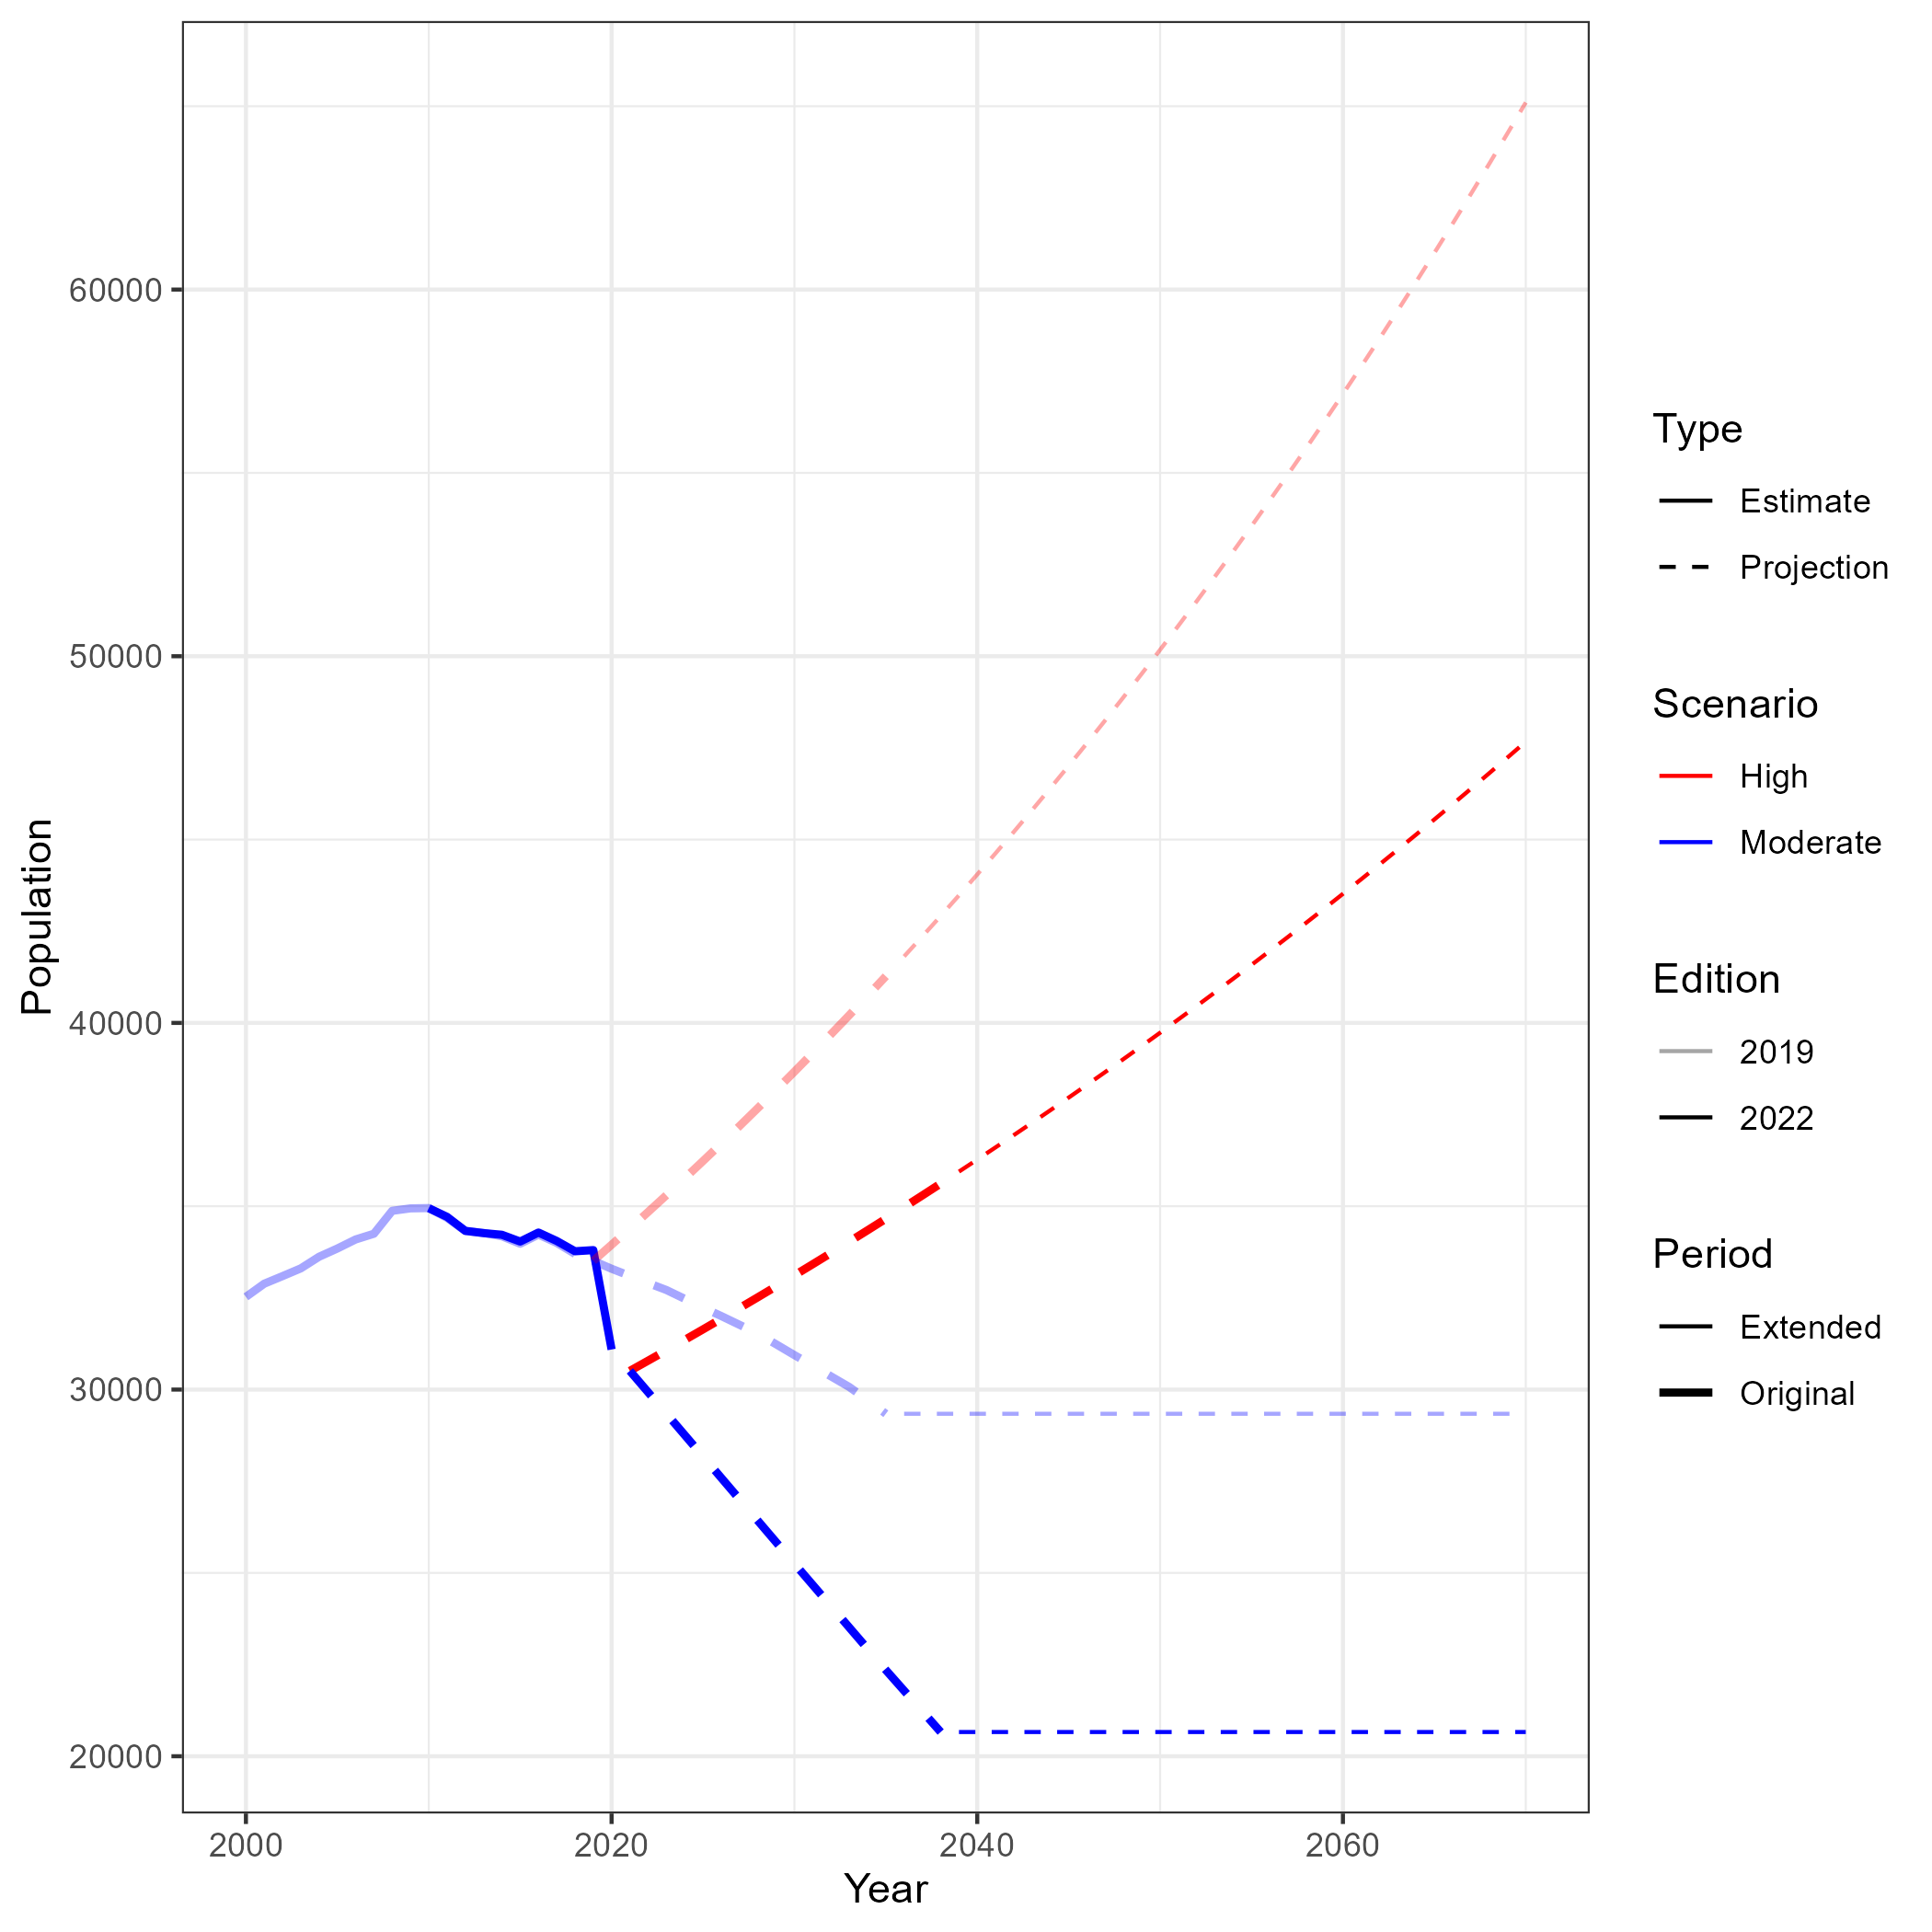 60000
50000
40000
30000
20000
Population
2000
2020
2040
2060
Year
Type
Estimate
Projection
Scenario
High
Moderate
Edition
2019
2022
Period
Extended
Original